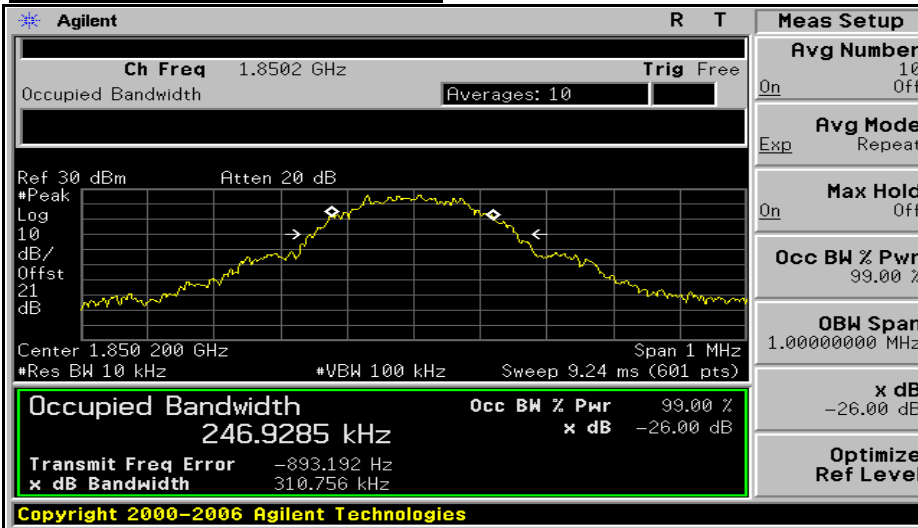 Agilent R T
Ch Freq 1.8502 GHz Trig Free
Occupied Bandwidth Averages: 10
Ref 30 dBm Atten 20 dB
#Peak
Log
10
dB/
Offst
21
dB
Center 1.850 200 GHz Span 1 MHz
#Res BW 10 kHz #VBW 100 kHz Sweep 9.24 ms (601 pts)
Occupied Bandwidth Occ BW % Pwr 99.00 %
246.9285 kHz x dB -26.00 dB
Transmit Freq Error -893.192 Hz
x dB Bandwidth 310.756 kHz
Copyright 2000-2006 Agilent Technologies
Meas Setup
Avg Number
10
On Off
Avg Mode
Exp Repeat
Max Hold
On Off
Occ BW % Pwr
99.00 %
OBW Span
1.00000000 MHz
x dB
-26.00 dB
Optimize
Ref Level